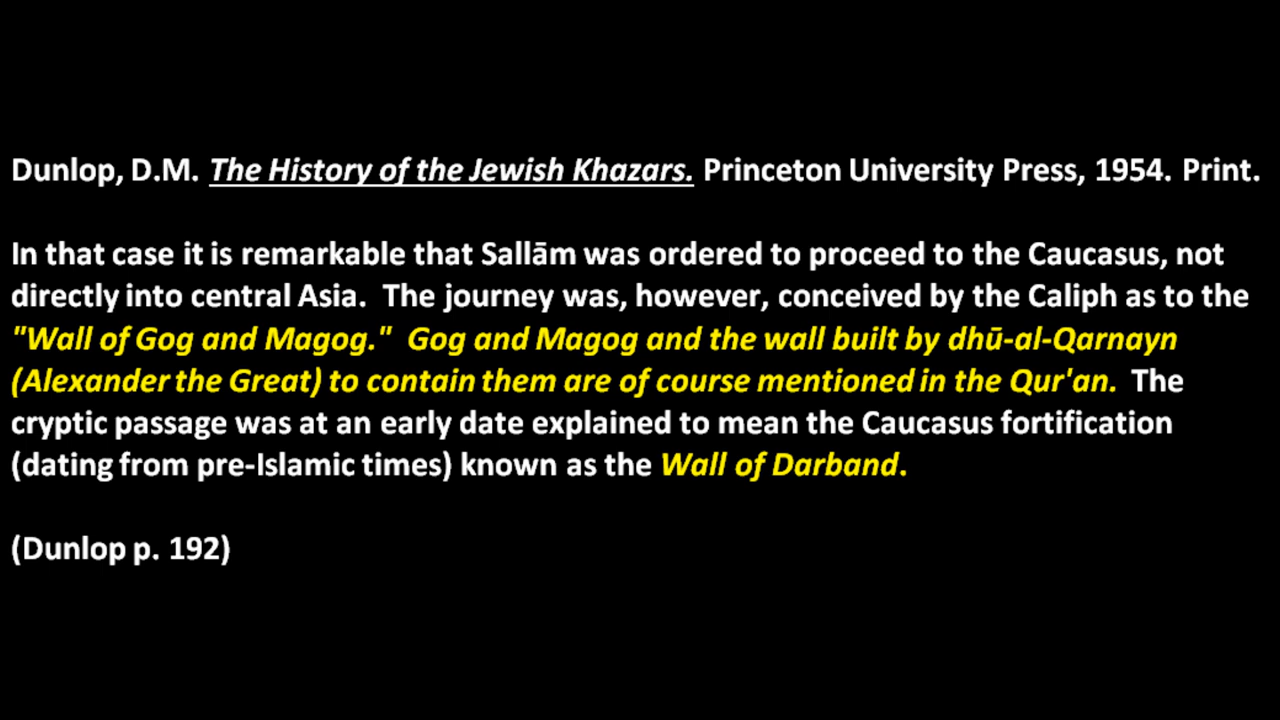 Dunlop, D.M. The History of the Jewish Khazars. Princeton University Press, 1954. Print.
In that case it is remarkable that Sallām was ordered to proceed to the Caucasus, not
directly into central Asia. The journey was, however, conceived by the Caliph as to the
"Wall of Gog and Magog." Gog and Magog and the wall built by dhū-al-Qarnayn
(Alexander the Great) to contain them are of course mentioned in the Qur'an. The
cryptic passage was at an early date explained to mean the Caucasus fortification
(dating from pre-Islamic times) known as the Wall of Darband.
(Dunlop p. 192)